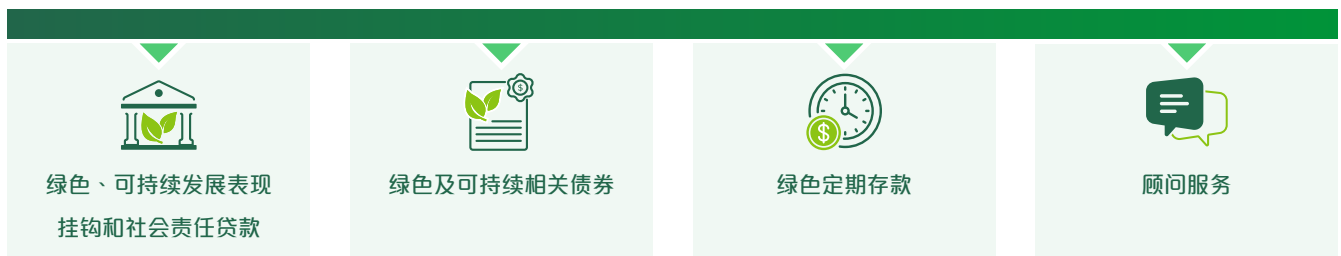 绿色、可持续发展表现
挂钩和社会责任贷款
绿色及可持续相关债券
绿色定期存款
顾问服务